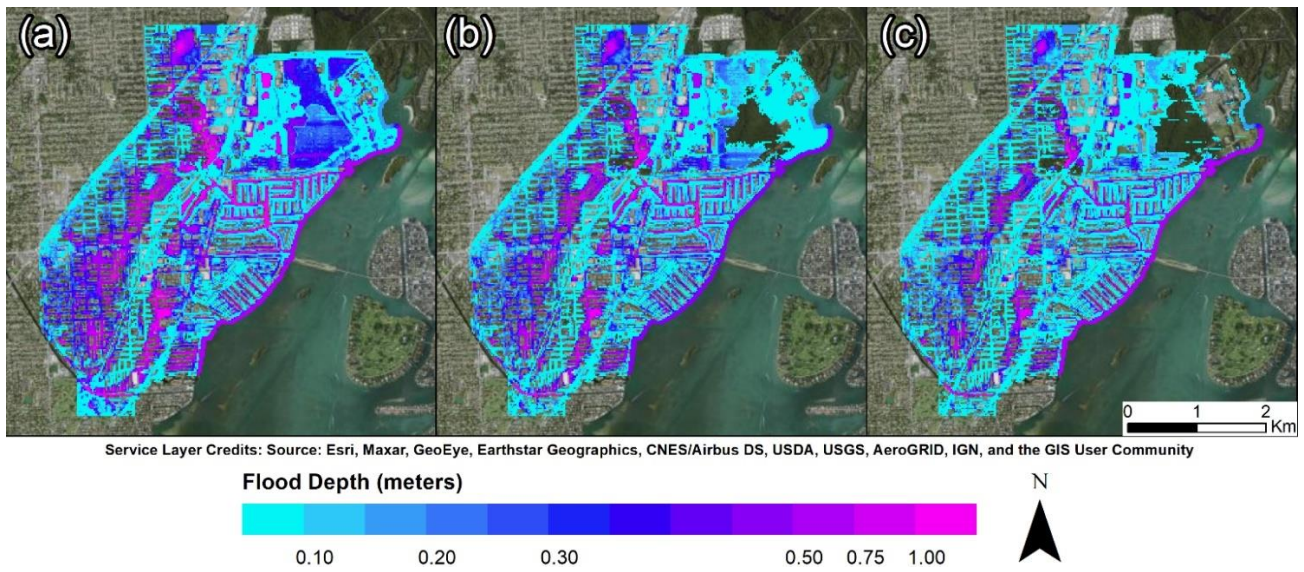 (a) (b) (c)
0 1 2
Km
Service Layer Credits: Source: Esri, Maxar, GeoEye, Earthstar Geographics, CNES/Airbus DS, USDA, USGS, AeroGRID, IGN, and the GIS User Community
Flood Depth (meters)
N
0.10 0.20 0.30 0.50 0.75 1.00